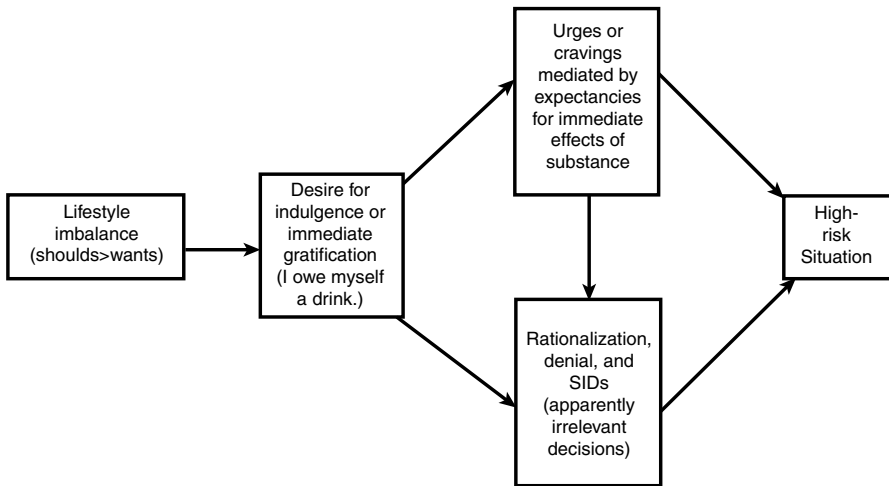 Lifestyle
imbalance
(shoulds>wants)
Desire for
indulgence or
immediate
gratification
(I owe myself
a drink.)
Urges or
cravings
mediated by
expectancies
for immediate
effects of
substance
Rationalization,
denial, and
SIDs
(apparently
irrelevant
decisions)
High-
risk
Situation